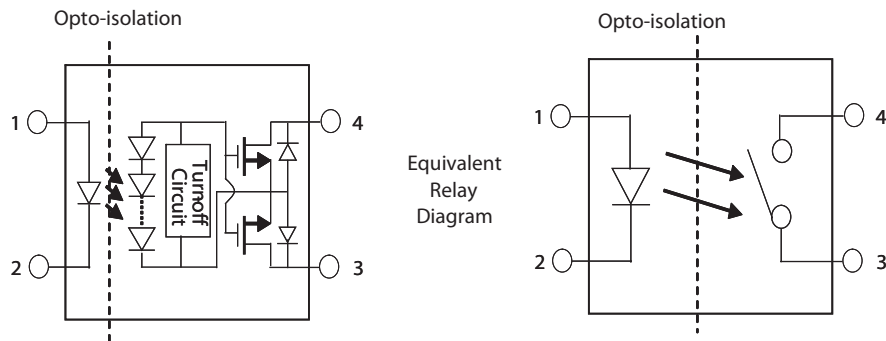 Opto-isolation
1
2
Turnoff
Circuit
4
3
Equivalent
Relay
Diagram
Opto-isolation
1
2
4
3